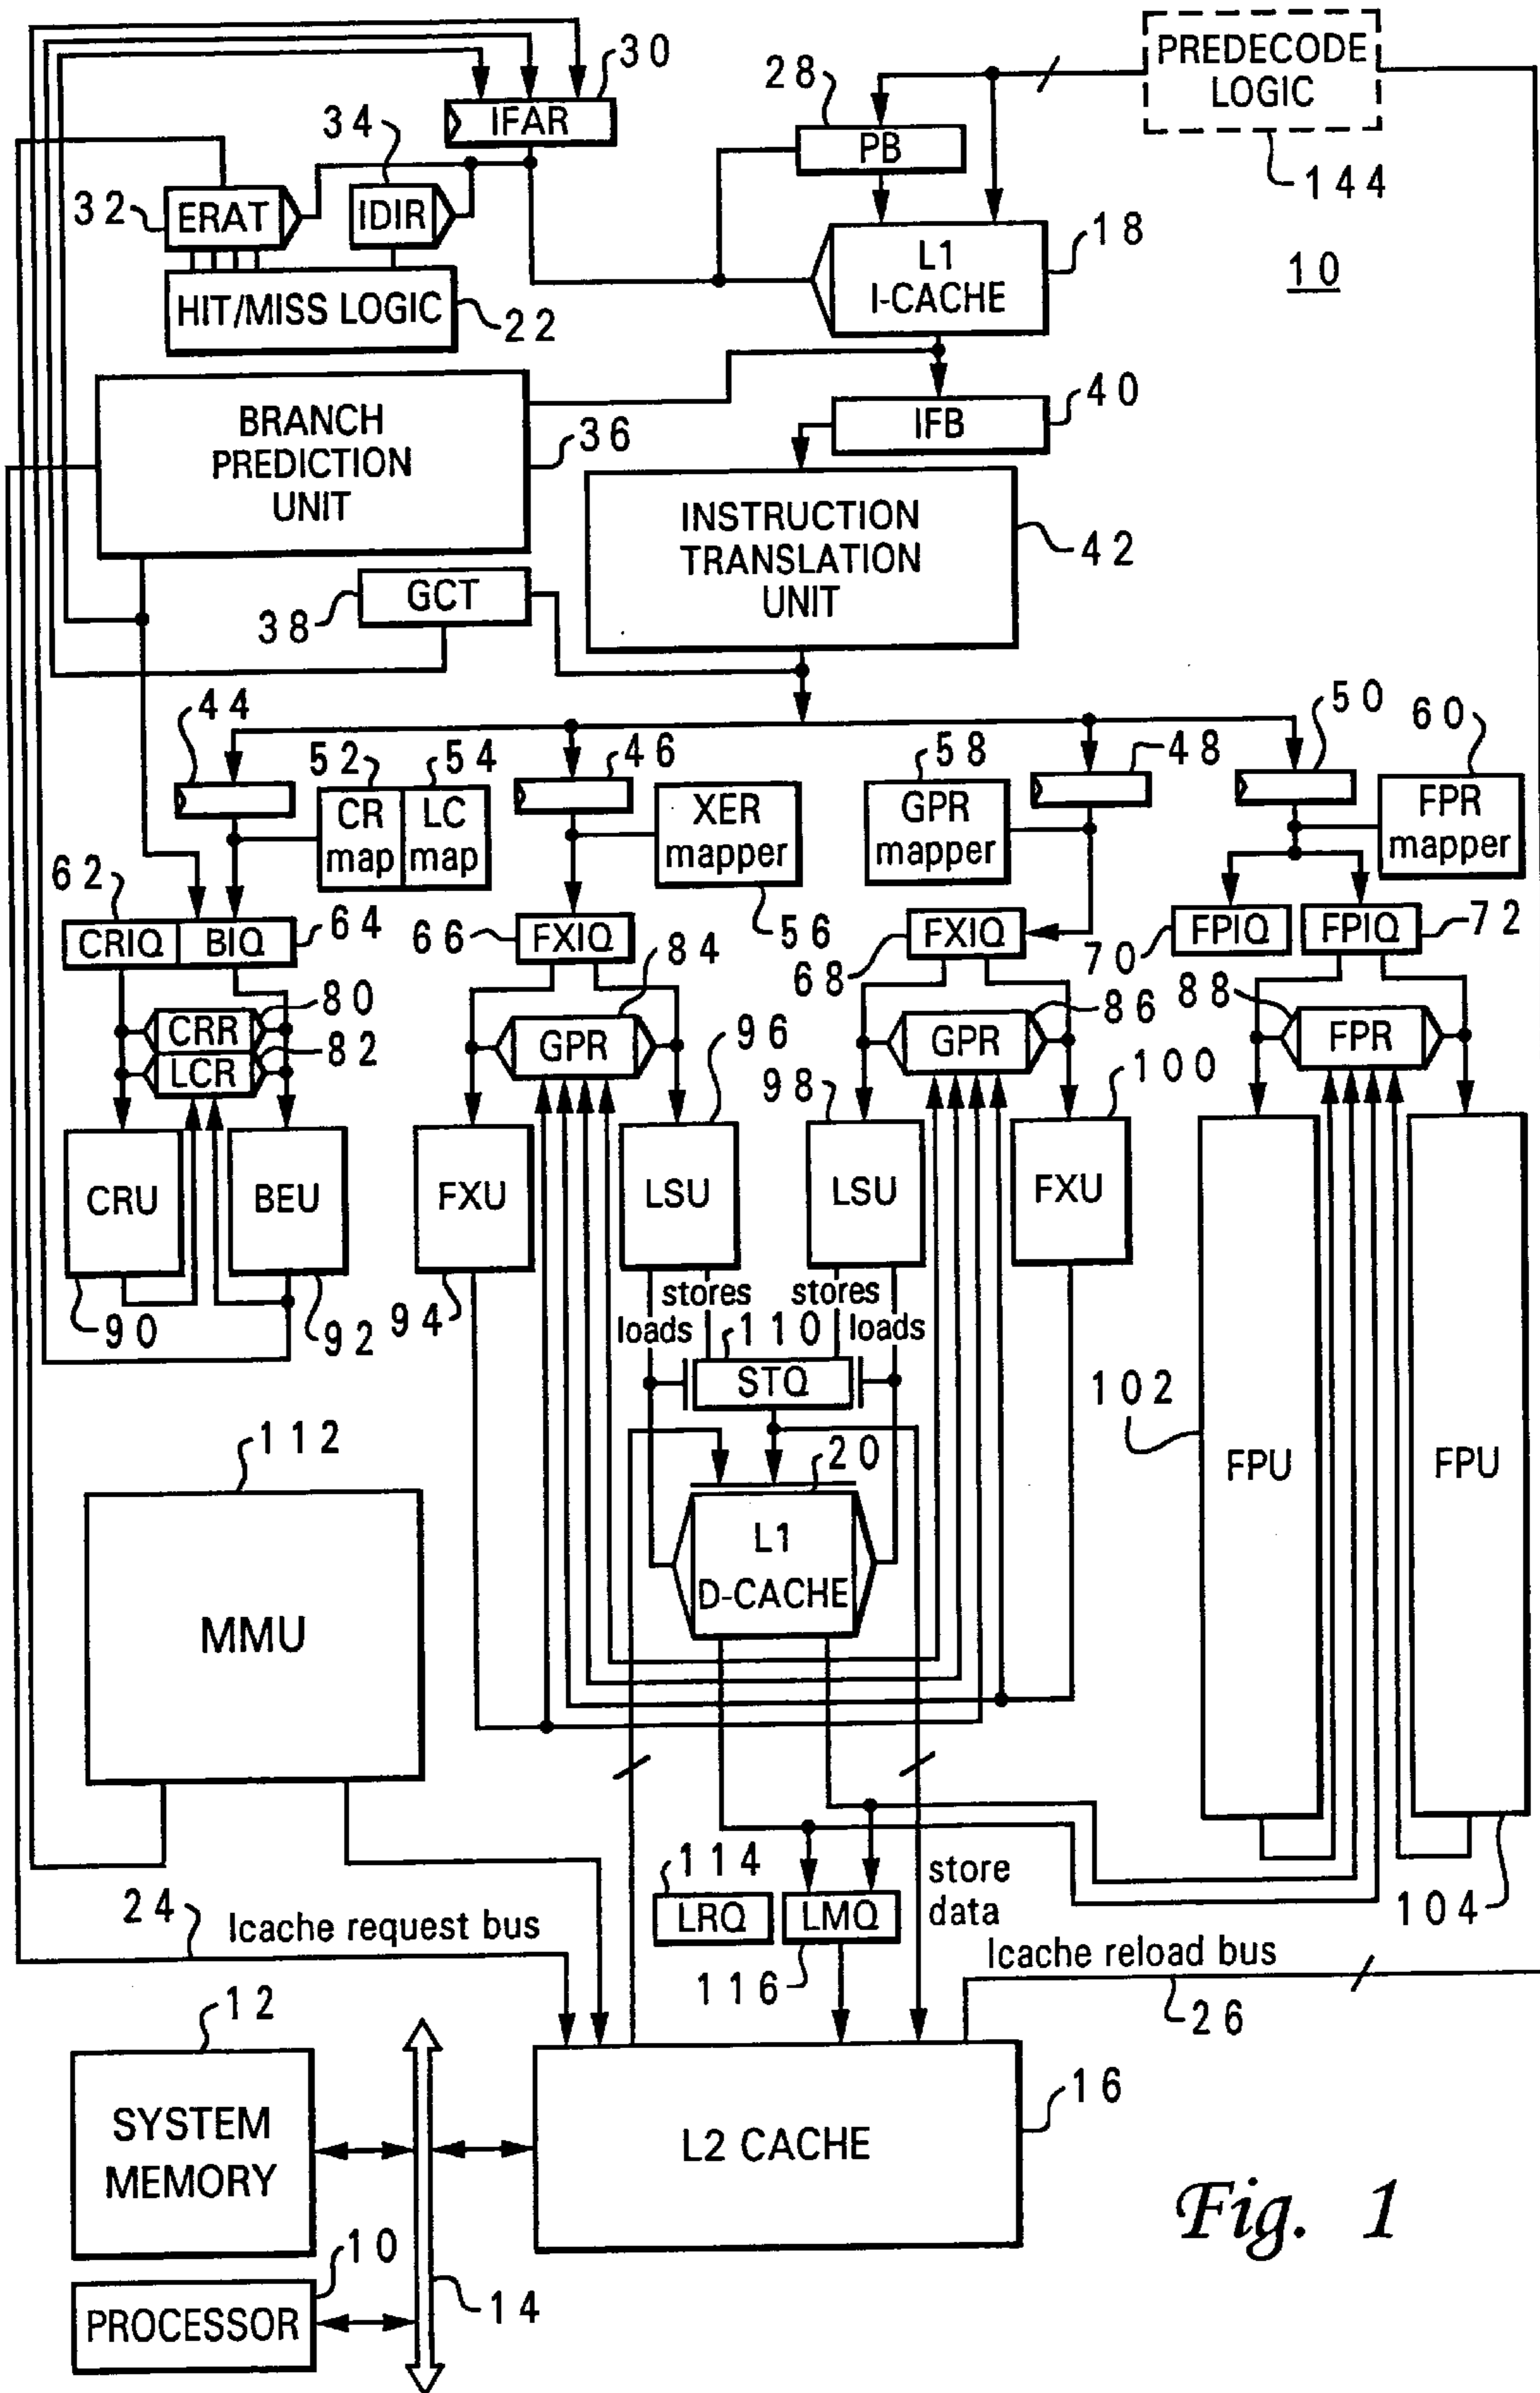 PREDECODE
LOGIC
144
10
30
IFAR
28
PB
34
32
ERAT
IDIR
HIT/MISS LOGIC
22
L1
I-CACHE
18
BRANCH
PREDICTION
UNIT
36
IFB
40
INSTRUCTION
TRANSLATION
UNIT
42
GCT
38
44
52
54
CR
map
LC
map
46
XER
mapper
56
58
GPR
mapper
48
50
60
FPR
mapper
62
CRIQ
BIQ
64
66
FXIQ
84
68
FXIQ
70
FPIQ
FPIQ
72
CRR
80
LCR
82
GPR
96
GPR
86
88
FPR
98
100
CRU
BEU
FXU
LSU
LSU
FXU
90
92
94
stores
stores
loads
110
loads
STQ
102
FPU
FPU
104
112
MMU
20
L1
D-CACHE
114
LRQ
LMQ
116
store
data
24
Icache request bus
Icache reload bus
26
12
SYSTEM
MEMORY
L2 CACHE
16
10
PROCESSOR
14
Fig. 1